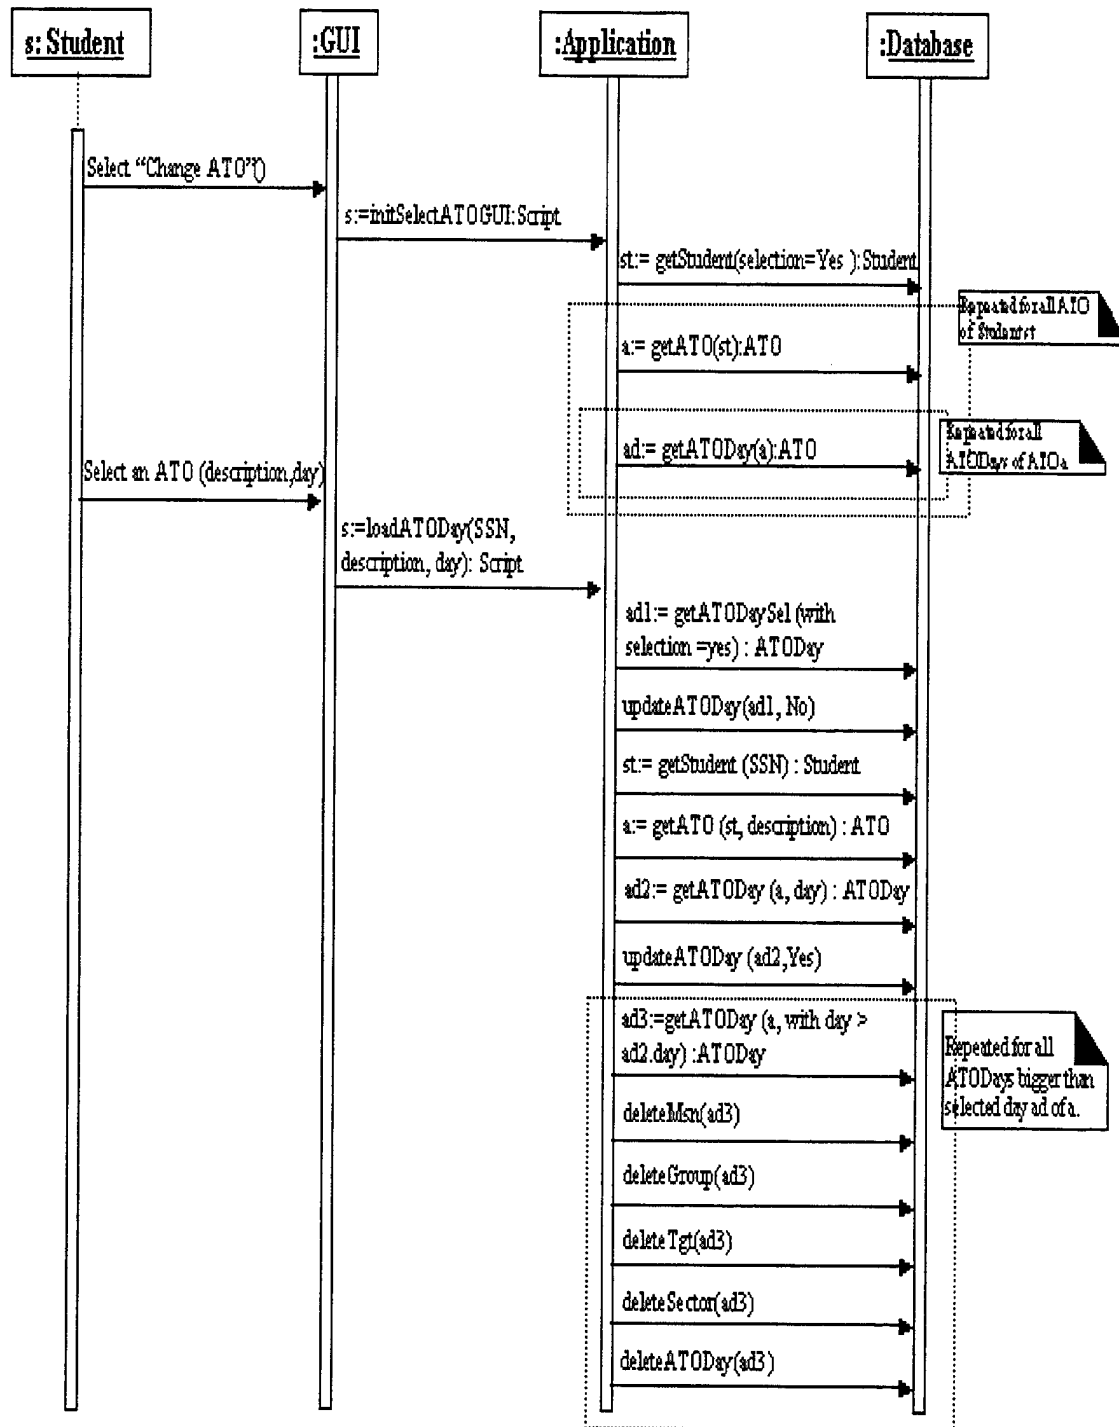 s: Student
:GUI
:Application
:Database
Select “Change ATO”()
s:=initSelectATOGUI:Script
st:= getStudent(selection=Yes ):Student
Repeated for all ATO
of Student st
a:= getATO(st):ATO
ad:= getATODay(a):ATO
Repeated for all
ATODays of ATO a
Select an ATO (description,day)
s:=loadATODay(SSN,
description, day): Script
ad1:= getATODaySel (with
selection =yes) : ATODay
updateATODay(ad1, No)
st:= getStudent (SSN) : Student
a:= getATO (st, description) : ATO
ad2:= getATODay (a, day) : ATODay
updateATODay (ad2,Yes)
ad3:=getATODay (a, with day >
ad2.day) :ATODay
Repeated for all
ATODays bigger than
selected day ad of a.
deleteMsn(ad3)
deleteGroup(ad3)
deleteTgt(ad3)
deleteSector(ad3)
deleteATODay(ad3)